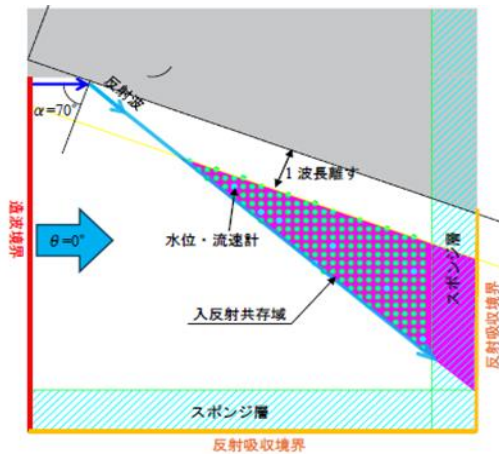 反射波
α=70°
1波長離す
造波境界
θ=0°
水位・流速計
スポンジ層
入反射共存域
反射吸収境界
スポンジ層
反射吸収境界